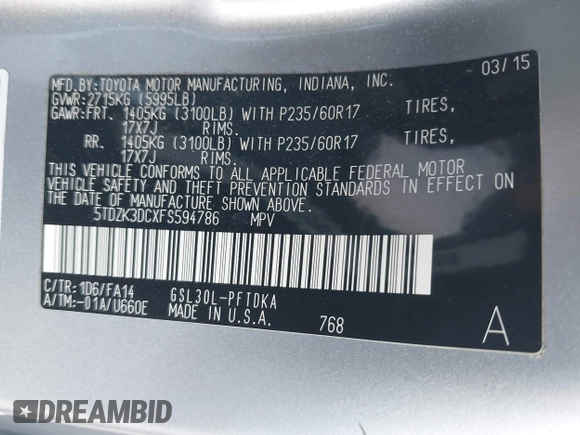 MFD.BY:TOYOTA MOTOR MANUFACTURING, INDIANA, INC. 03/15
GVWR:2715KG (5995LB)
GAWR:FRT. 1405KG (3100LB) WITH P235/60R17 TIRES,
17X7J RIMS.
RR. 1405KG (3100LB) WITH P235/60R17 TIRES,
17X7J RIMS.
THIS VEHICLE CONFORMS TO ALL APPLICABLE FEDERAL MOTOR
VEHICLE SAFETY AND THEFT PREVENTION STANDARDS IN EFFECT ON
THE DATE OF MANUFACTURE SHOWN ABOVE.
5TDZK3DCXFS594786 MPV
C/TR:1D6/FA14 GSL30L-PFTDKA
A/TM:-01A/U660E MADE IN U.S.A. 768 A
DREAMBID